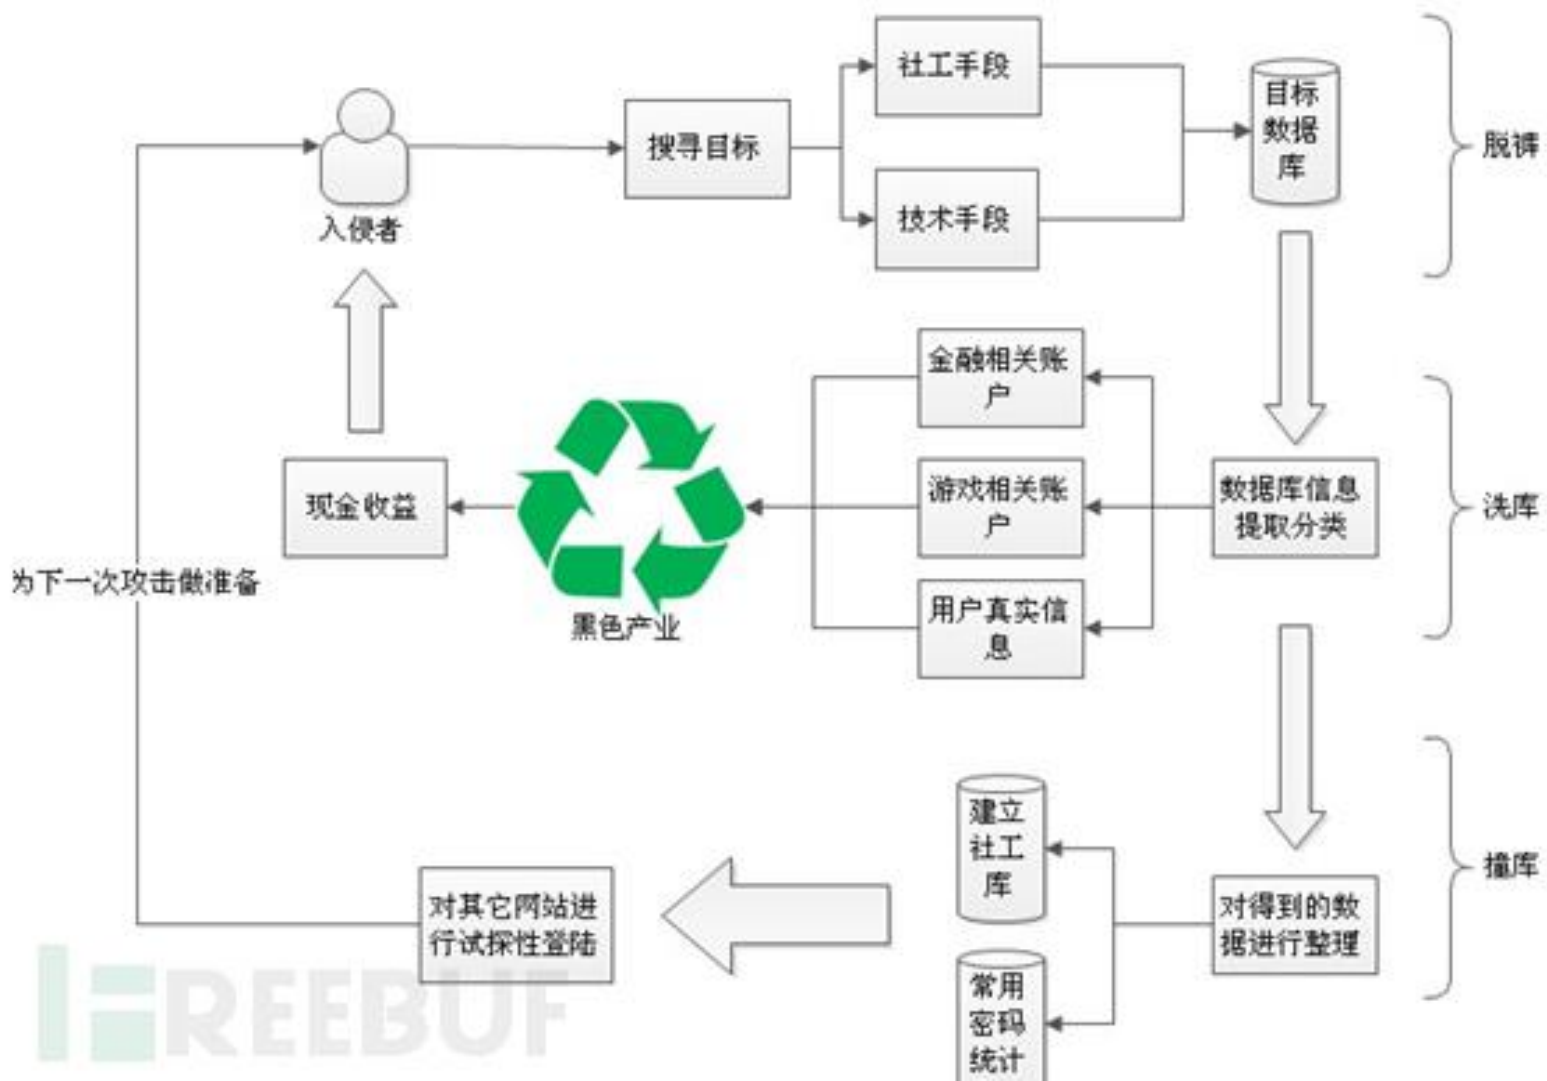 社工手段
目标
数据
库
搜寻目标
脱裤
入侵者
技术手段
金融相关账
户
游戏相关账
户
数据库信息
提取分类
洗库
现金收益
为下一次攻击做准备
用户真实信
息
黑色产业
建立
社工
库
撞库
对其它网站进
行试探性登陆
对得到的数
据进行整理
常用
密码
统计
FREEBUF